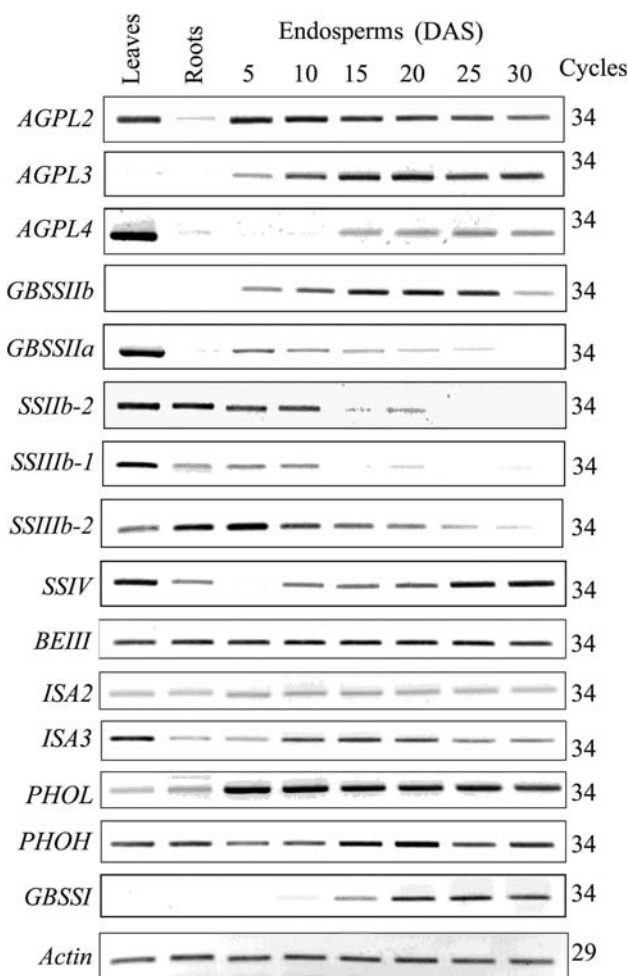 Leaves Roots Endosperms (DAS)
5 10 15 20 25 30 Cycles
AGPL2 34
AGPL3 34
AGPL4 34
GBSSIIb 34
GBSSIIa 34
SSIIb-2 34
SSIIIb-1 34
SSIIIb-2 34
SSIV 34
BEIII 34
ISA2 34
ISA3 34
PHOL 34
PHOH 34
GBSSI 34
Actin 29